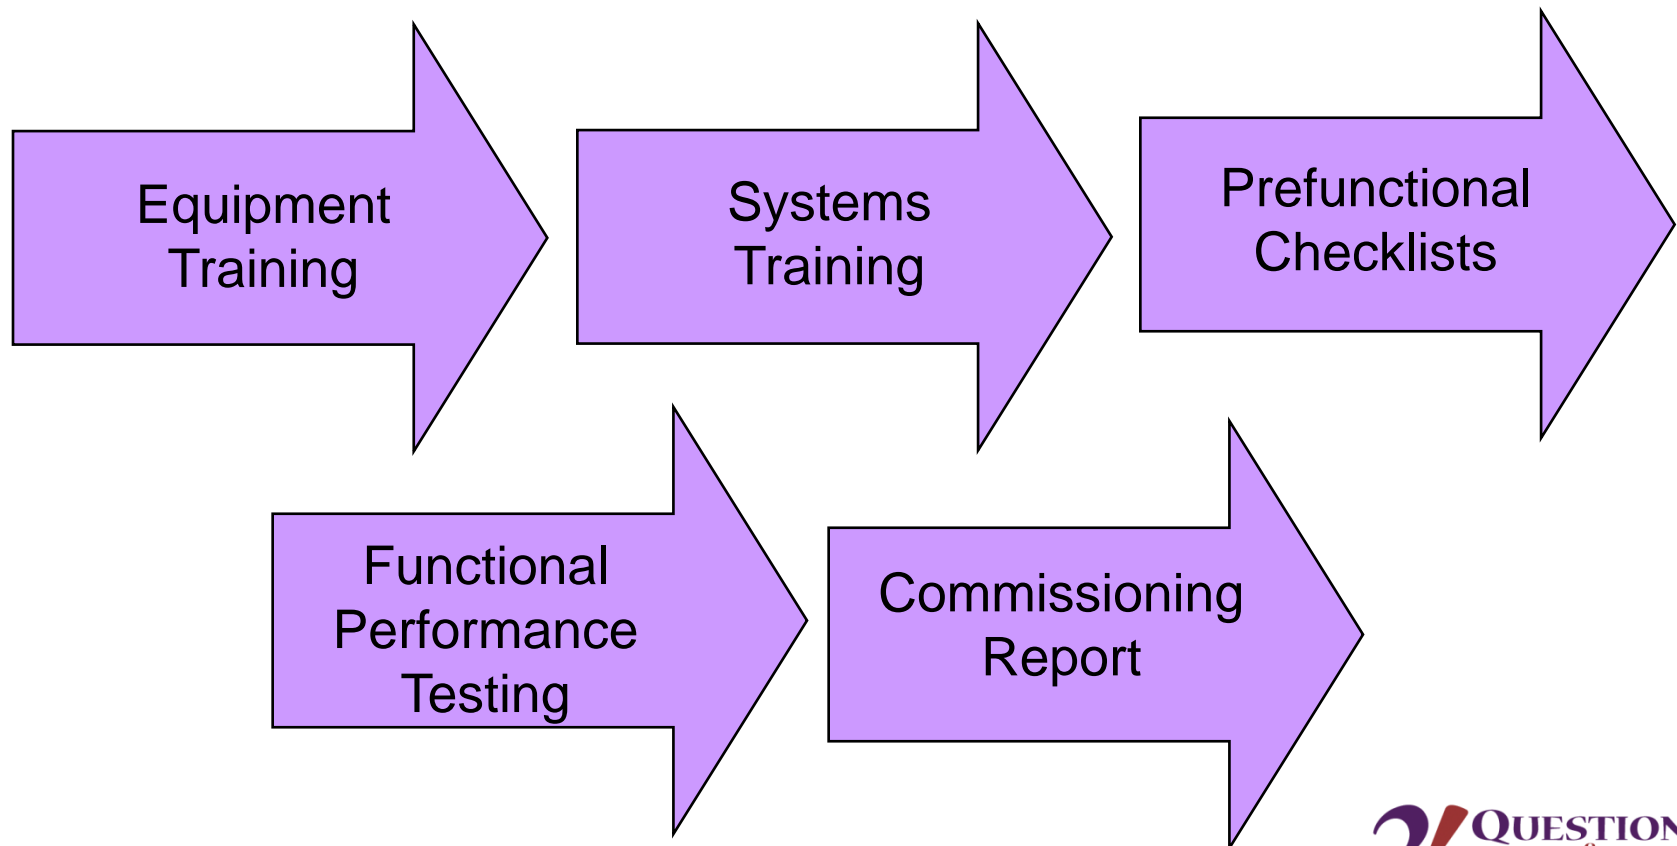 Equipment
Training
Systems
Training
Prefunctional
Checklists
Functional
Performance
Testing
Commissioning
Report
QUESTION